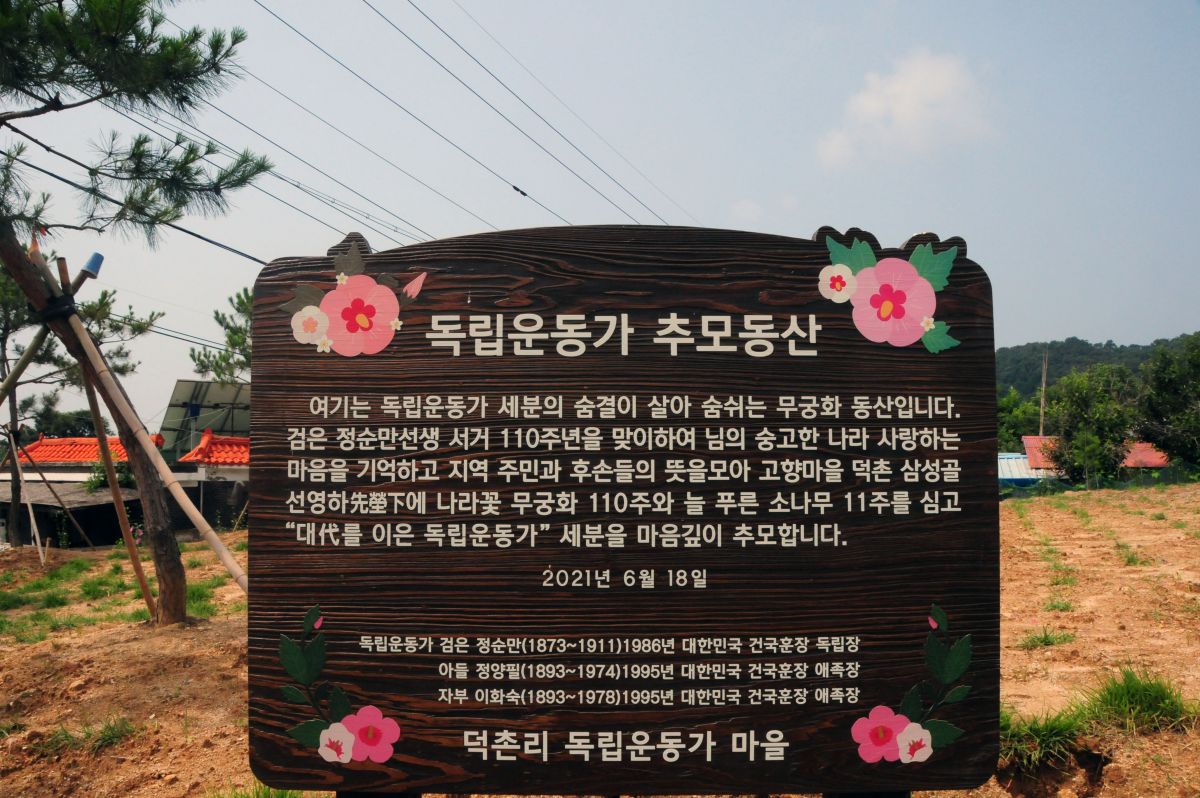 독립운동가 추모동산
여기는 독립운동가 세분의 숨결이 살아 숨쉬는 무궁화 동산입니다.
검은 정순만선생 서거 110주년을 맞이하여 님의 숭고한 나라 사랑하는
마음을 기억하고 지역 주민과 후손들의 뜻을모아 고향마을 덕촌 삼성골
선영하先塋下에 나라꽃 무궁화 110주와 늘 푸른 소나무 11주를 심고
“대代를 이은 독립운동가” 세분을 마음깊이 추모합니다.
2021년 6월 18일
독립운동가 검은 정순만(1873~1911)1986년 대한민국 건국훈장 독립장
아들 정양필(1893~1974)1995년 대한민국 건국훈장 애족장
자부 이화숙(1893~1978)1995년 대한민국 건국훈장 애족장
덕촌리 독립운동가 마을